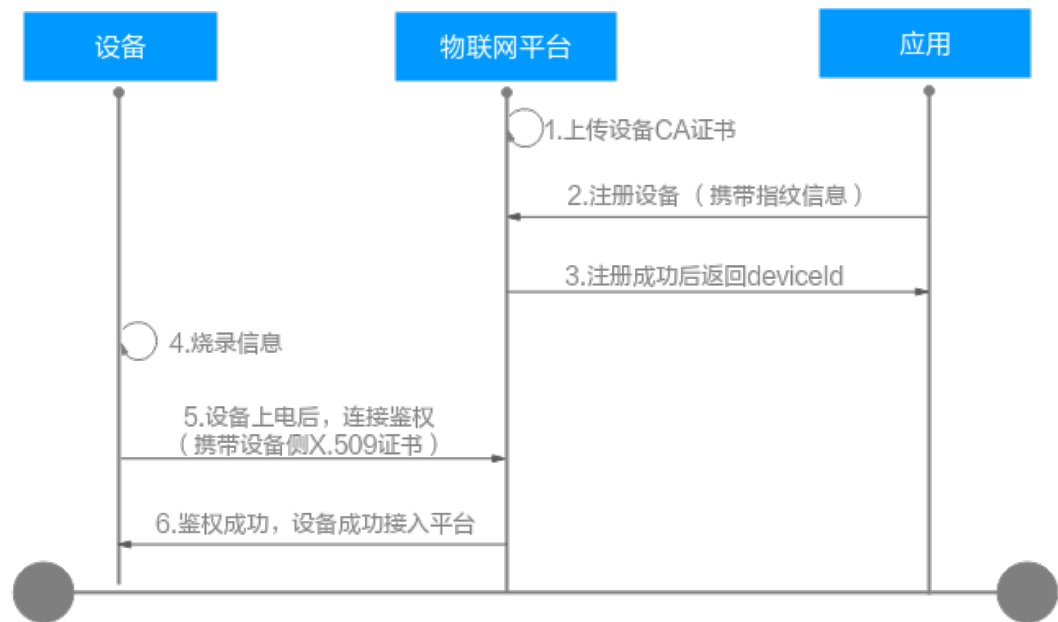 设备
物联网平台
应用
1.上传设备CA证书
2.注册设备（携带指纹信息）
3.注册成功后返回deviceId
4.烧录信息
5.设备上电后，连接鉴权
（携带设备侧X.509证书）
6.鉴权成功，设备成功接入平台